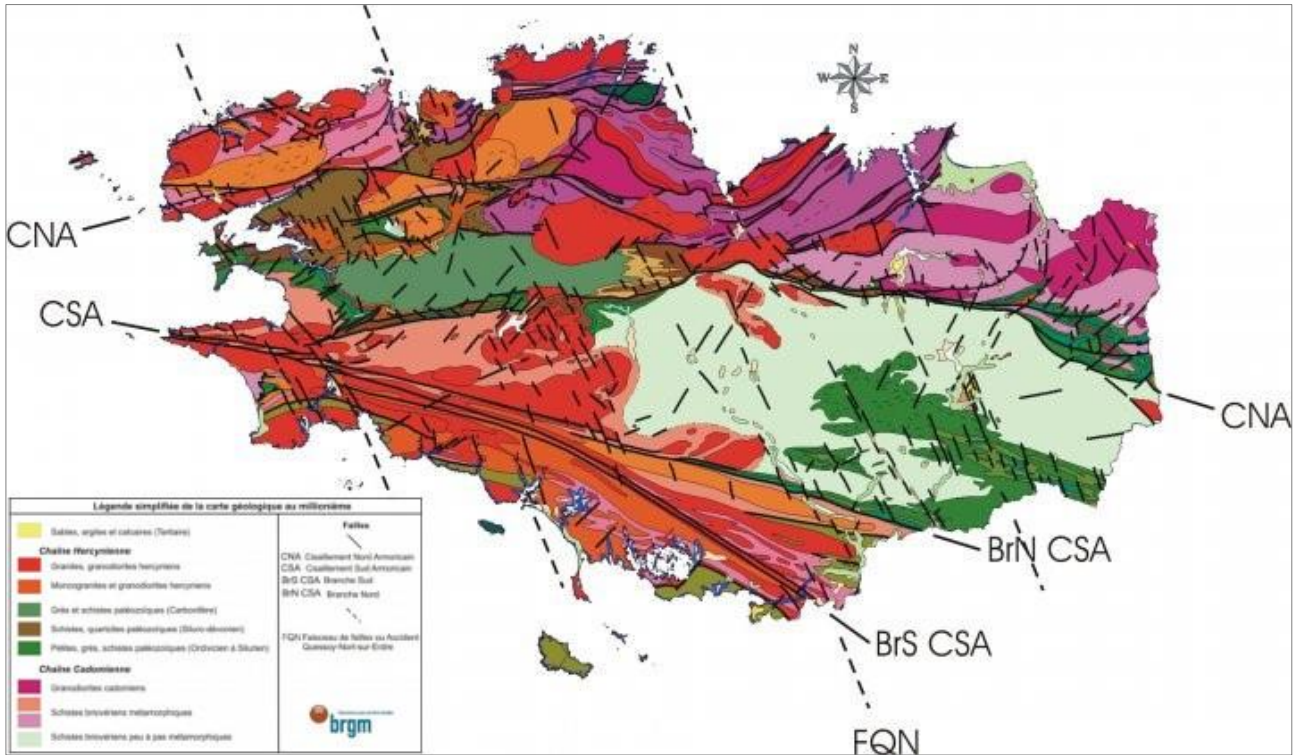 N
W E
S
CNA
CSA
CNA
BrN CSA
BrS CSA
FQN
Légende simplifiée de la carte géologique au millionième
Sables, argiles et calcaires (Tertiaire)
Chaîne Hercynienne
Granites, granodiorites hercyniens
Monzogranites et granodiorites hercyniens
Grès et schistes paléozoïques (Carbonifère)
Schistes, quartzites paléozoïques (Siluro-dévonien)
Pélites, grès, schistes paléozoïques (Ordovicien à Silurien)
Chaîne Cadomienne
Granodiorites cadomiens
Schistes briovériens métamorphiques
Schistes briovériens peu à pas métamorphiques
Failles
CNA Cisaillement Nord Armoricain
CSA Cisaillement Sud Armoricain
BrS CSA Branche Sud
BrN CSA Branche Nord
FQN Faisceau de failles ou Accident
Quessoy-Nort-sur-Erdre
brgm